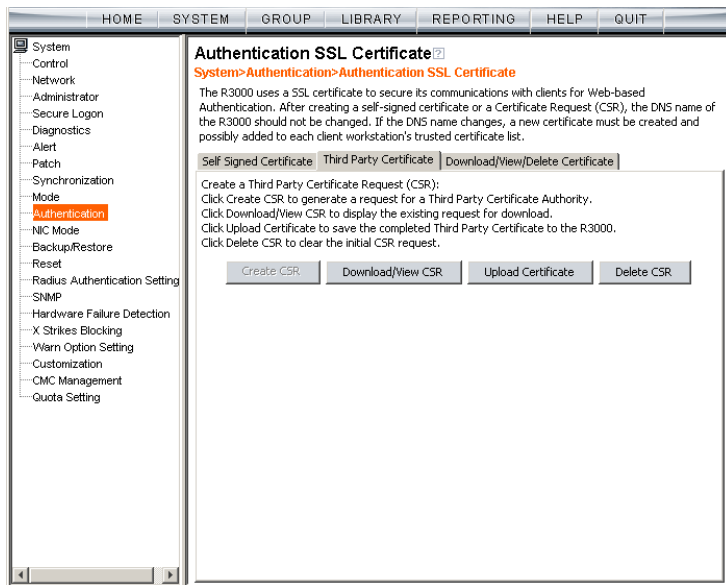 HOME SYSTEM GROUP LIBRARY REPORTING HELP QUIT
System
Control
Network
Administrator
Secure Logon
Diagnostics
Alert
Patch
Synchronization
Mode
Authentication
NIC Mode
Backup/Restore
Reset
Radius Authentication Setting
SNMP
Hardware Failure Detection
X Strikes Blocking
Warn Option Setting
Customization
CMC Management
Quota Setting
Authentication SSL Certificate?
System>Authentication>Authentication SSL Certificate
The R3000 uses a SSL certificate to secure its communications with clients for Web-based
Authentication. After creating a self-signed certificate or a Certificate Request (CSR), the DNS name of
the R3000 should not be changed. If the DNS name changes, a new certificate must be created and
possibly added to each client workstation's trusted certificate list.
Self Signed Certificate Third Party Certificate Download/View/Delete Certificate
Create a Third Party Certificate Request (CSR):
Click Create CSR to generate a request for a Third Party Certificate Authority.
Click Download/View CSR to display the existing request for download.
Click Upload Certificate to save the completed Third Party Certificate to the R3000.
Click Delete CSR to clear the initial CSR request.
Create CSR Download/View CSR Upload Certificate Delete CSR